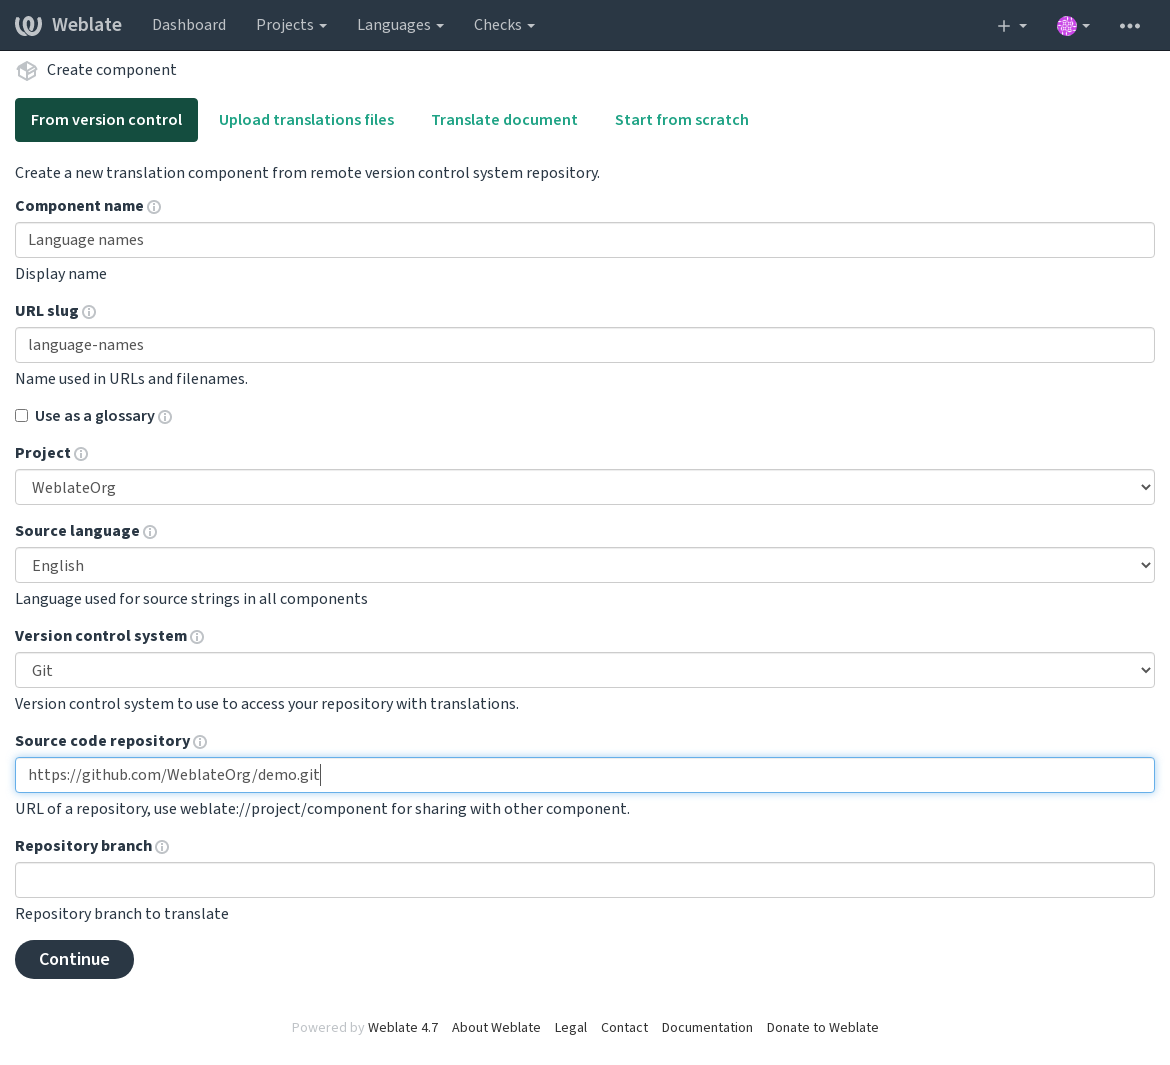 Weblate Dashboard Projects Languages Checks
Create component
From version control Upload translations files Translate document Start from scratch
Create a new translation component from remote version control system repository.
Component name
Language names
Display name
URL slug
language-names
Name used in URLs and filenames.
Use as a glossary
Project
WeblateOrg
Source language
English
Language used for source strings in all components
Version control system
Git
Version control system to use to access your repository with translations.
Source code repository
https://github.com/WeblateOrg/demo.git
URL of a repository, use weblate://project/component for sharing with other component.
Repository branch
Repository branch to translate
Continue
Powered by Weblate 4.7 About Weblate Legal Contact Documentation Donate to Weblate